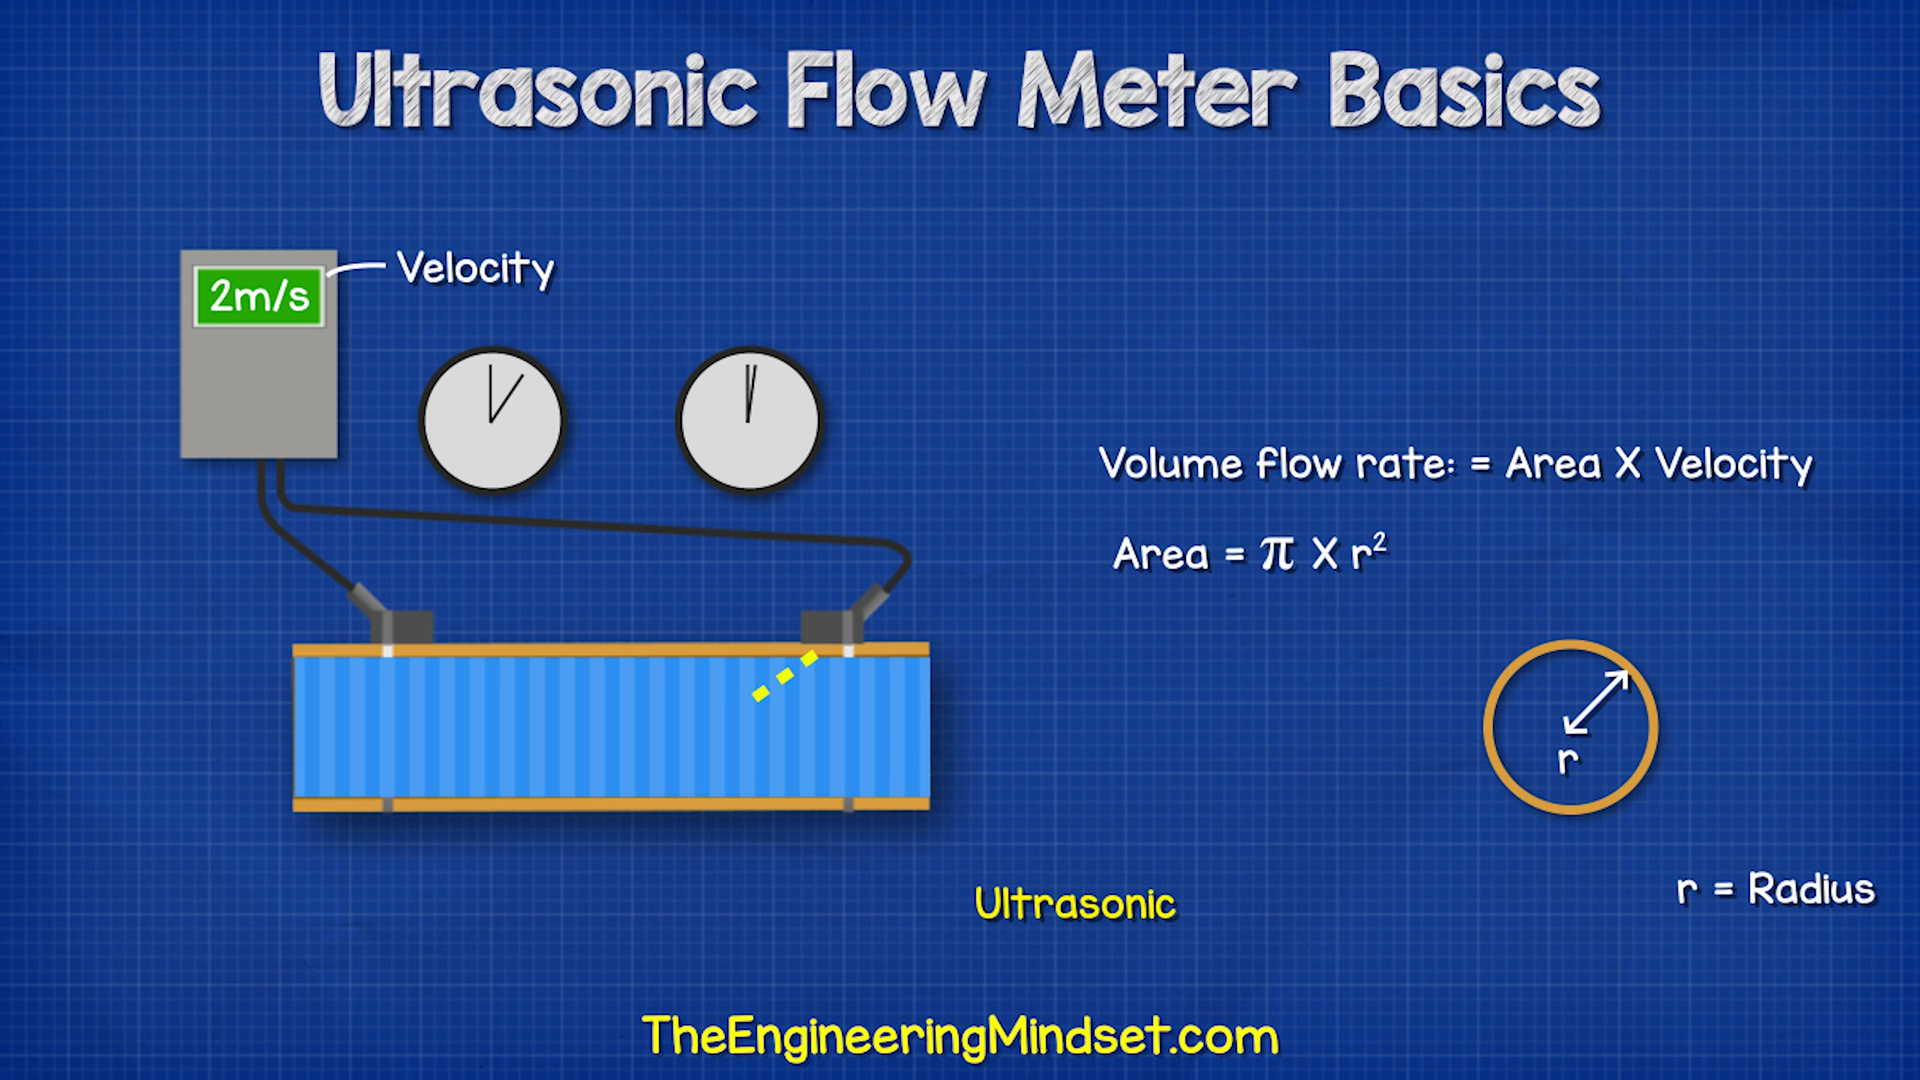 Ultrasonic Flow Meter Basics
2m/s
Velocity
Volume flow rate: = Area X Velocity
Area = π X r²
r
r = Radius
Ultrasonic
TheEngineeringMindset.com